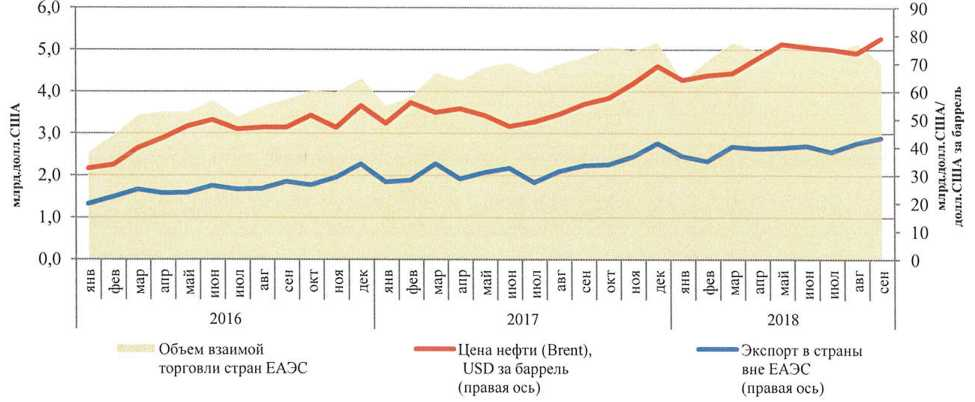 6,0
5,0
4,0
3,0
2,0
1,0
0,0
млрд.долл.США
90
80
70
60
50
40
30
20
10
0
млрд.долл.США/
долл.США за баррель
янв фев мар апр май июн июл авг сен окт ноя дек янв фев мар апр май июн июл авг сен окт ноя дек янв фев мар апр май июн июл авг сен
2016 2017 2018
Объем взаимой
торговли стран ЕАЭС
Цена нефти (Brent),
USD за баррель
(правая ось)
Экспорт в страны
вне ЕАЭС
(правая ось)